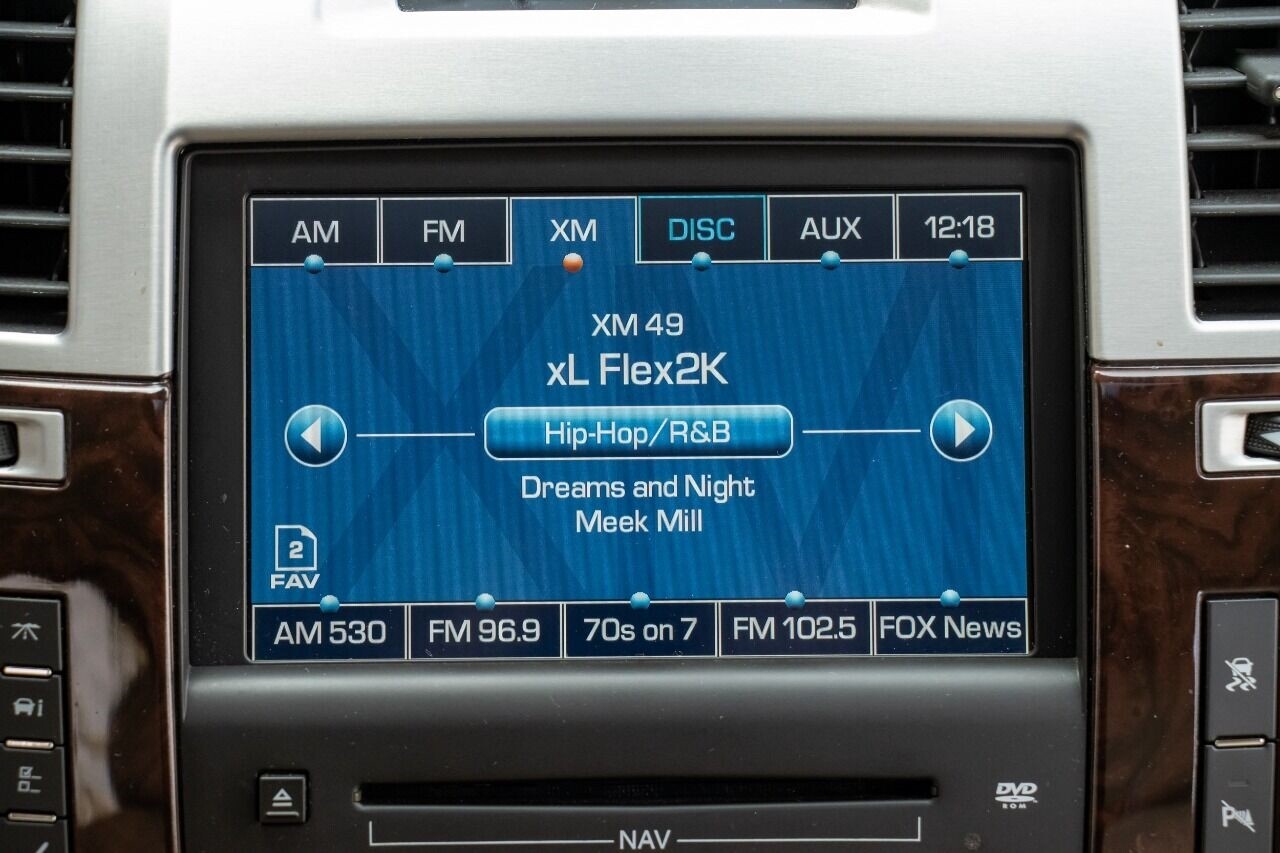 AM FM XM DISC AUX 12:18
XM 49
xL Flex2K
Hip-Hop/R&B
Dreams and Night
Meek Mill
2
FAV
AM 530 FM 96.9 70s on 7 FM 102.5 FOX News
i
DVD
ROM
NAV
P